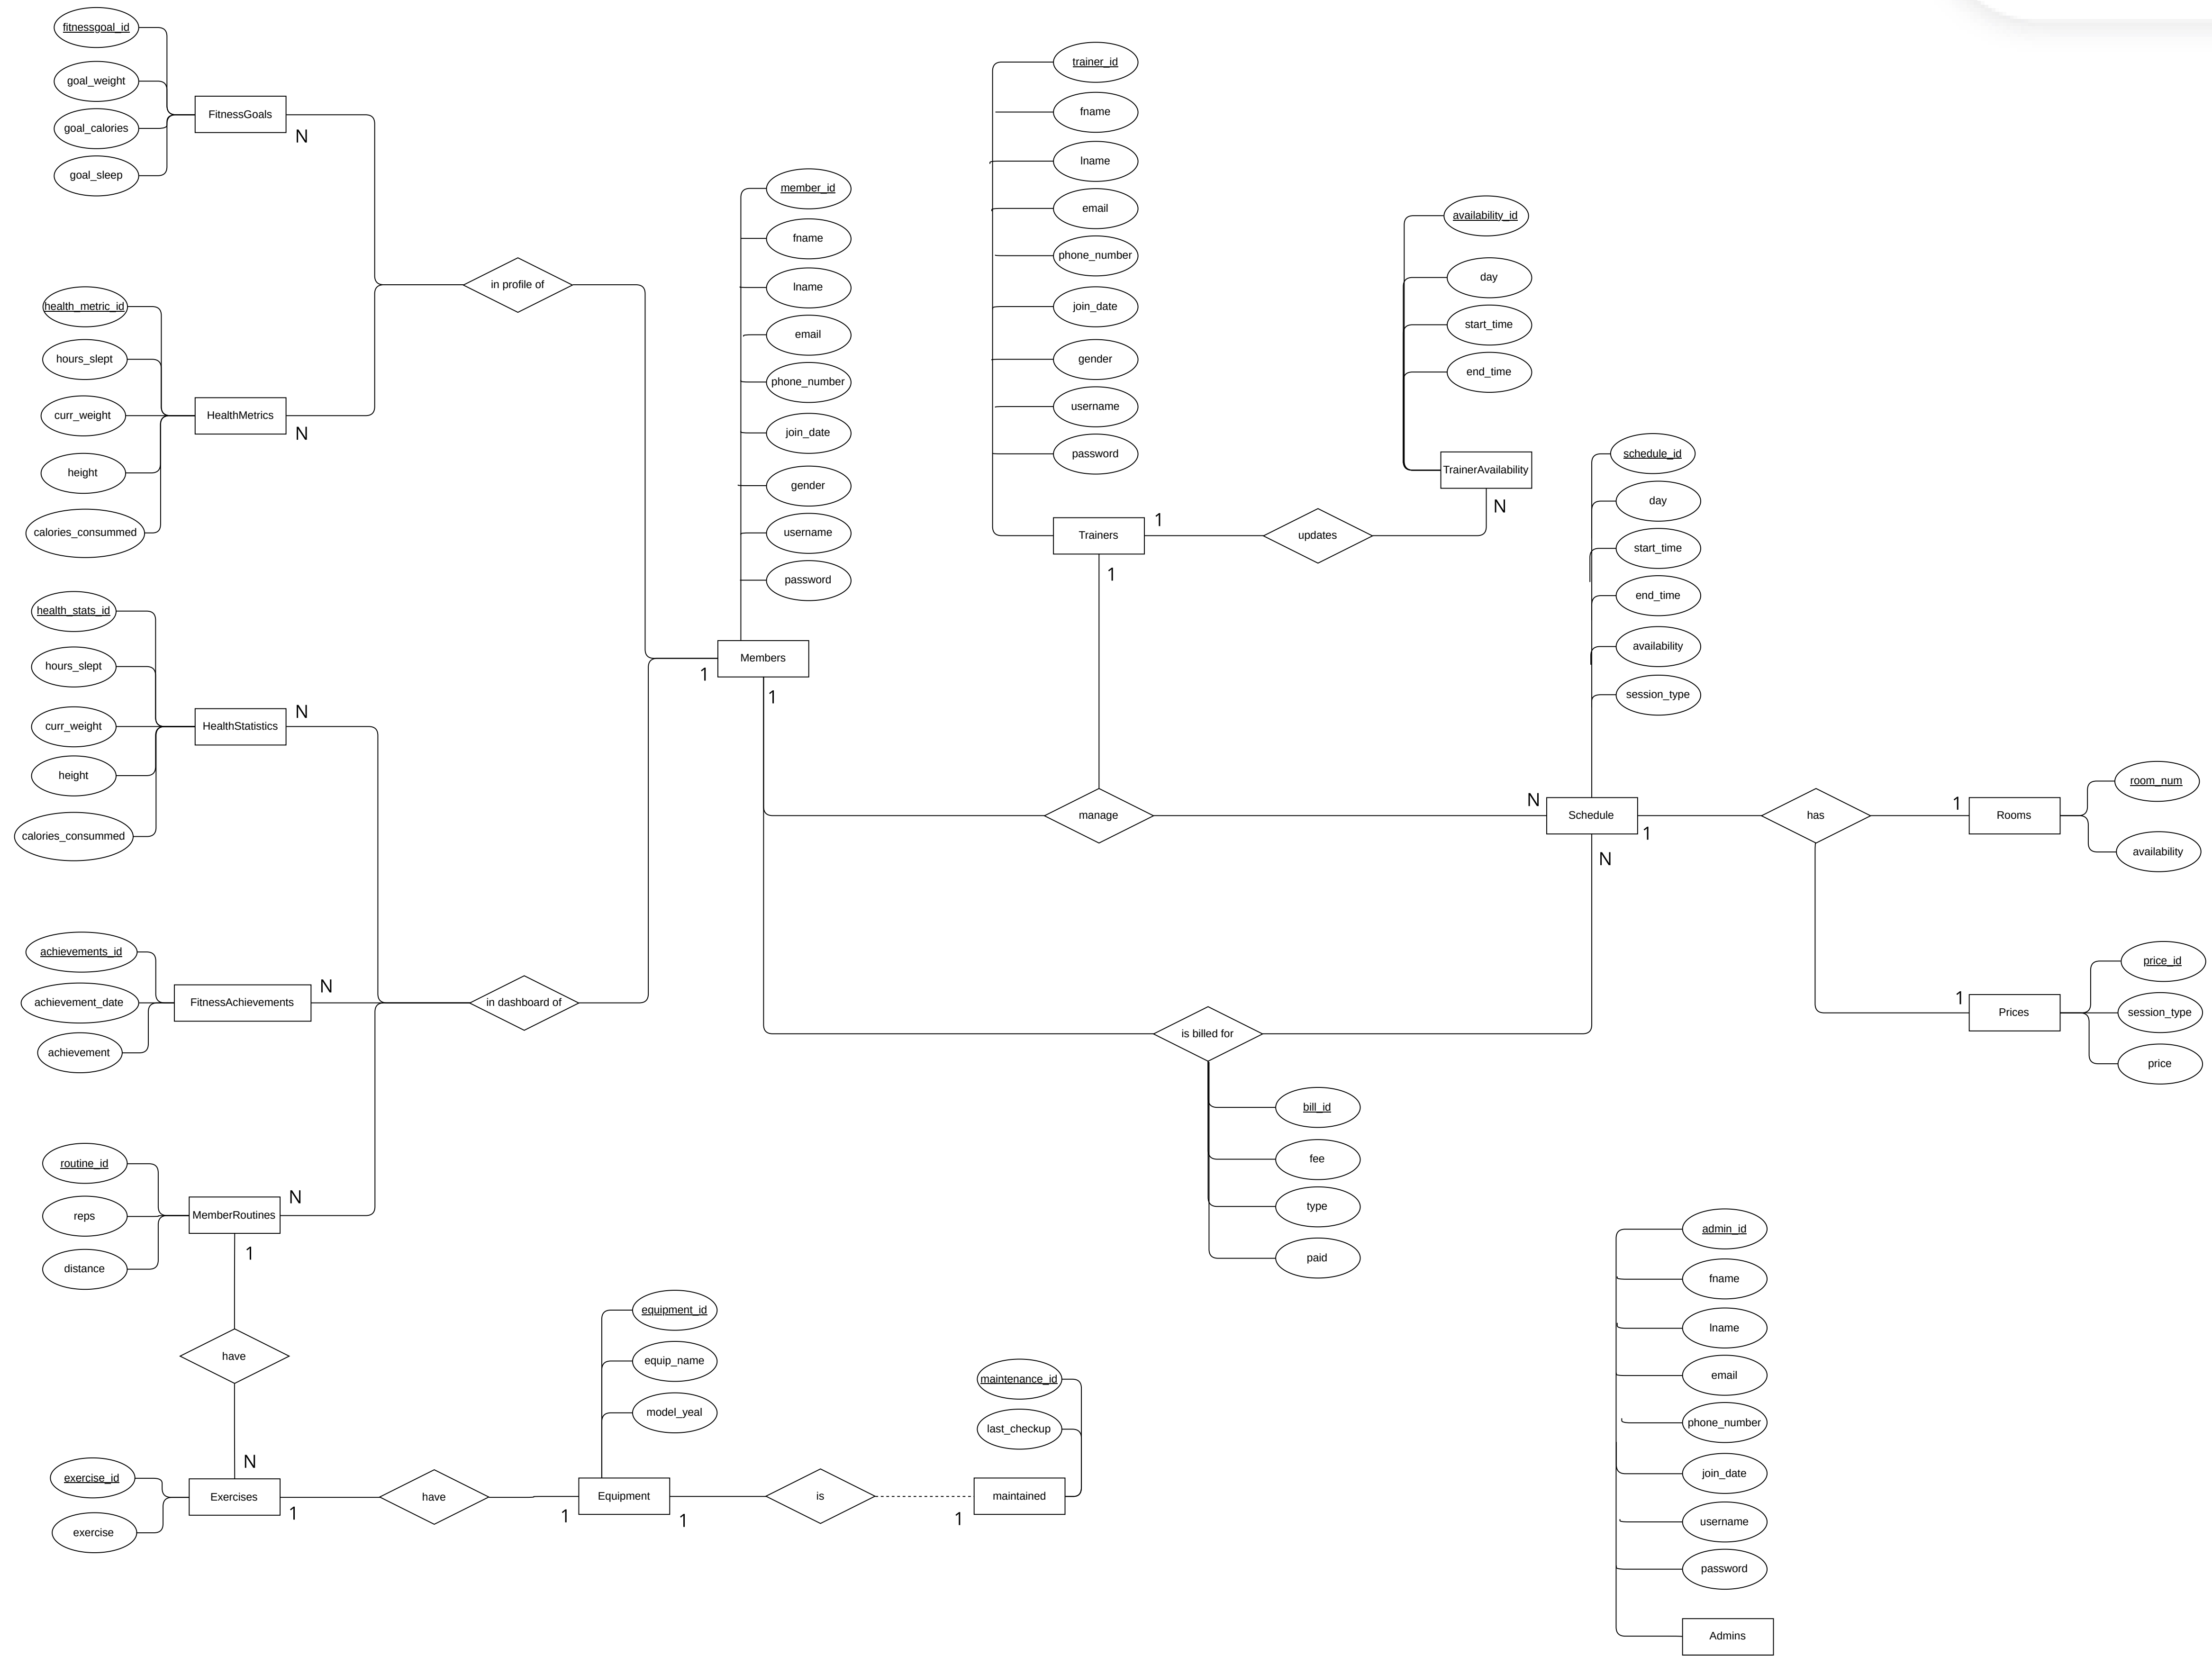 fitnessgoal_id
goal_weight
goal_calories
goal_sleep
FitnessGoals
N
health_metric_id
hours_slept
curr_weight
height
calories_consummed
HealthMetrics
N
in profile of
health_stats_id
hours_slept
curr_weight
height
calories_consummed
HealthStatistics
N
achievements_id
achievement_date
achievement
FitnessAchievements
N
in dashboard of
routine_id
reps
distance
MemberRoutines
N
1
have
N
exercise_id
exercise
Exercises
1
have
equipment_id
equip_name
model_yeal
1
Equipment
1
is
maintenance_id
last_checkup
maintained
1
member_id
fname
lname
email
phone_number
join_date
gender
username
password
Members
1
1
trainer_id
fname
lname
email
phone_number
join_date
gender
username
password
Trainers
1
1
updates
availability_id
day
start_time
end_time
TrainerAvailability
N
manage
schedule_id
day
start_time
end_time
availability
session_type
N
Schedule
1
N
has
1
Rooms
room_num
availability
1
Prices
price_id
session_type
price
is billed for
bill_id
fee
type
paid
admin_id
fname
lname
email
phone_number
join_date
username
password
Admins